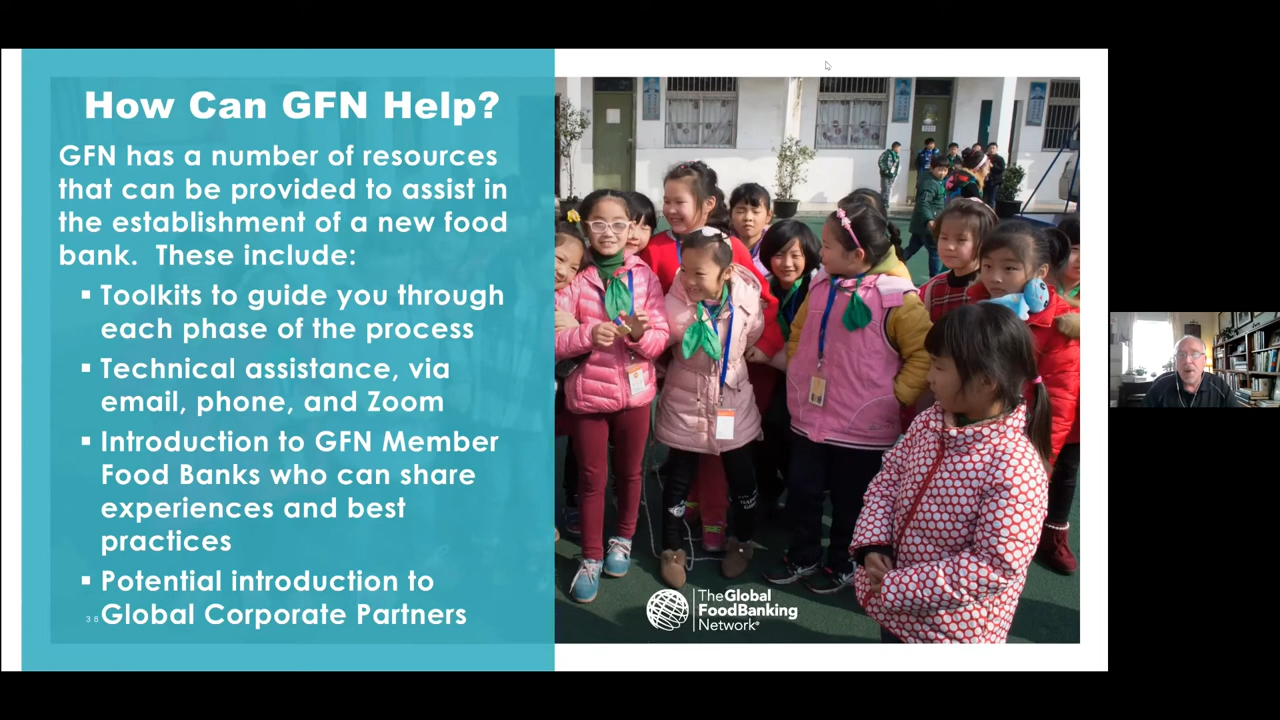 How Can GFN Help?
GFN has a number of resources
that can be provided to assist in
the establishment of a new food
bank.  These include:
▪ Toolkits to guide you through
each phase of the process
▪ Technical assistance, via
email, phone, and Zoom
▪ Introduction to GFN Member
Food Banks who can share
experiences and best
practices
▪ Potential introduction to
Global Corporate Partners
The Global
FoodBanking
Network®